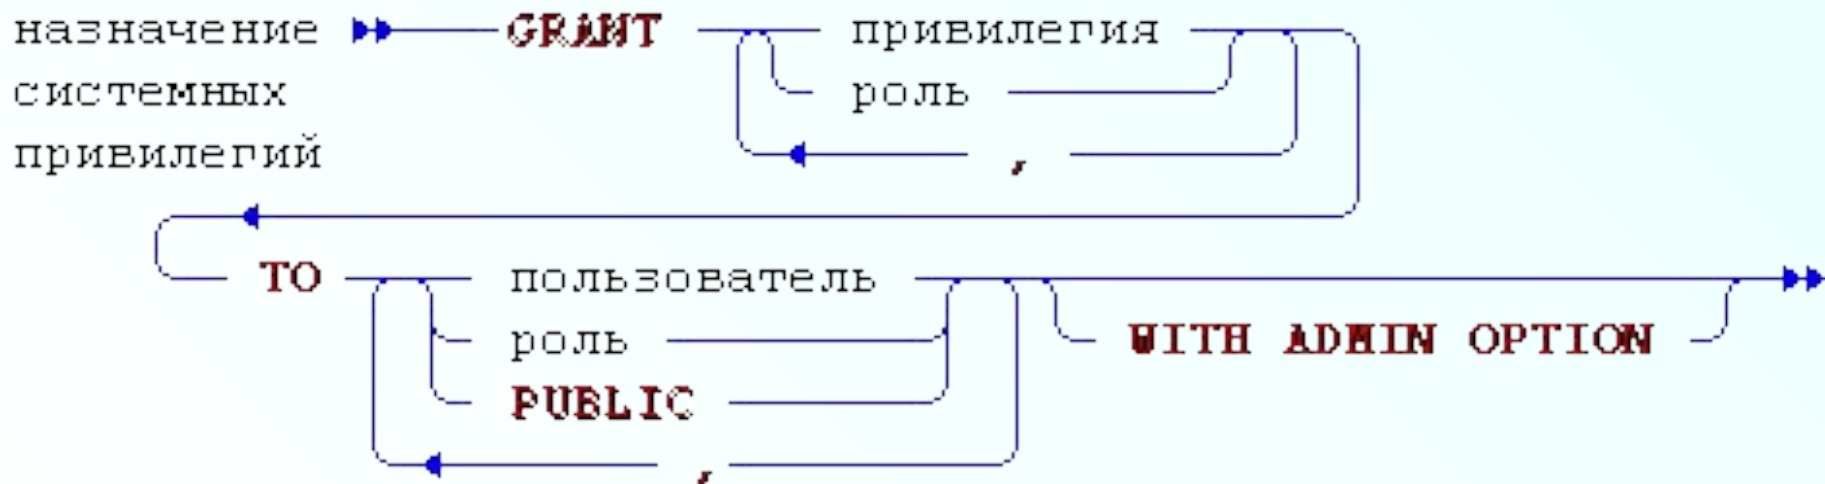 назначение GRANT привилегия
системных роль
привилегий ,
TO пользователь
роль WITH ADMIN OPTION
PUBLIC
,